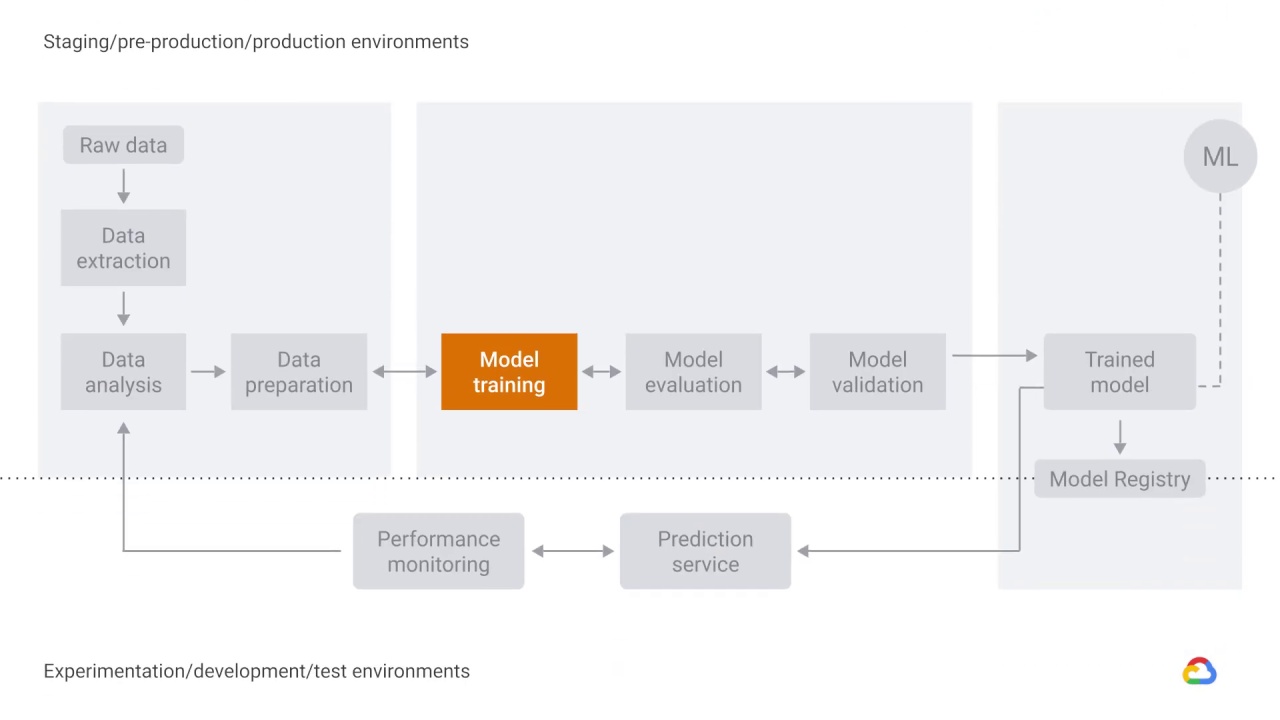 Staging/pre-production/production environments
Raw data
ML
Data
extraction
Data
analysis
Data
preparation
Model
training
Model
evaluation
Model
validation
Trained
model
Model Registry
Performance
monitoring
Prediction
service
Experimentation/development/test environments